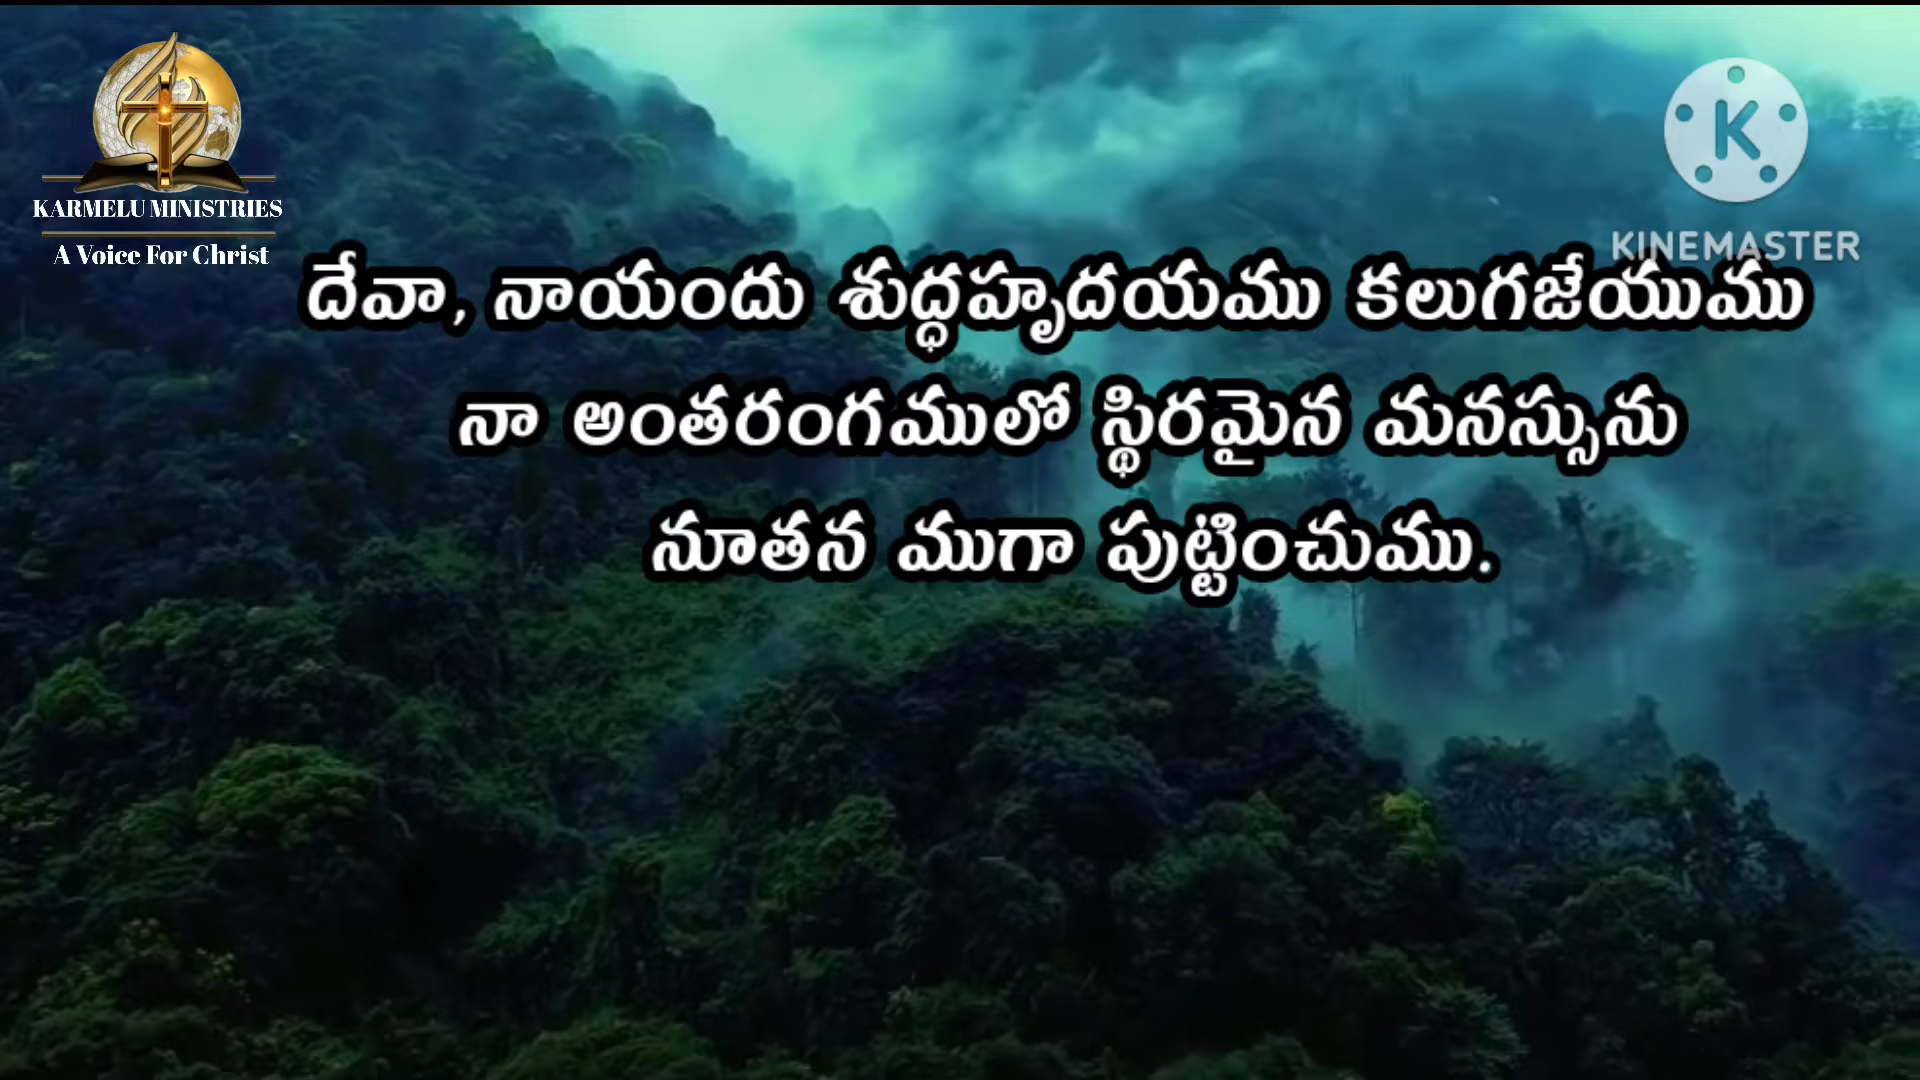 KARMELU MINISTRIES
A Voice For Christ
K
KINEMASTER
దేవా, నాయందు శుద్ధహృదయము కలుగజేయుము
నా అంతరంగములో స్థిరమైన మనస్సును
నూతన ముగా పుట్టించుము.